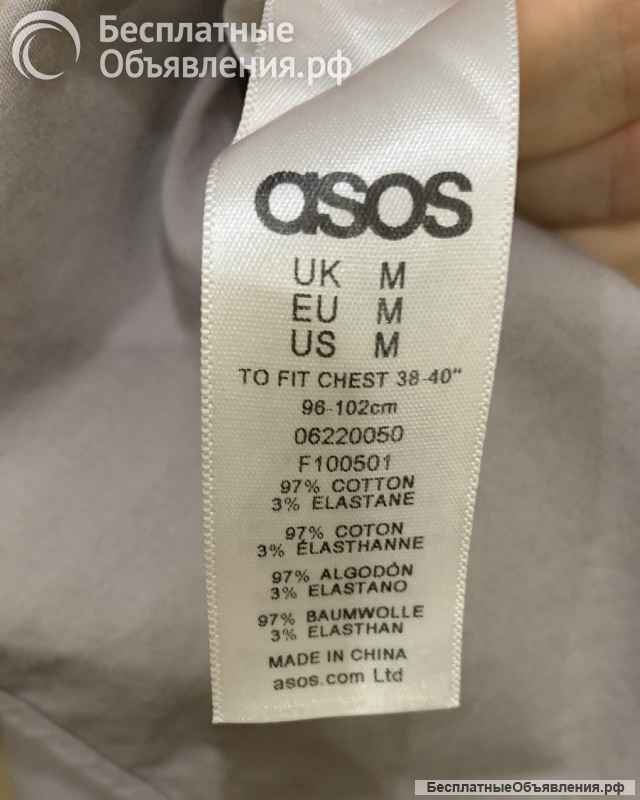 Бесплатные
Объявления.рф
asos
UK M
EU M
US M
TO FIT CHEST 38-40"
96-102cm
06220050
F100501
97% COTTON
3% ELASTANE
97% COTON
3% ÉLASTHANNE
97% ALGODÓN
3% ELASTANO
97% BAUMWOLLE
3% ELASTHAN
MADE IN CHINA
asos.com Ltd
БесплатныеОбъявления.рф